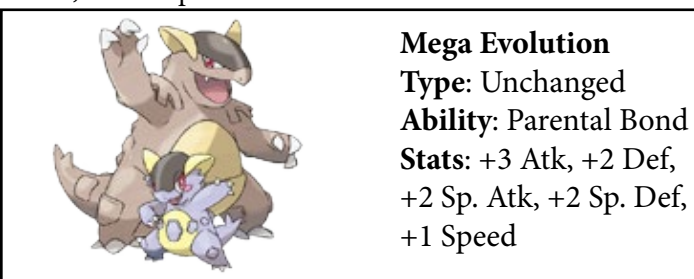 Mega Evolution
Type: Unchanged
Ability: Parental Bond
Stats: +3 Atk, +2 Def,
+2 Sp. Atk, +2 Sp. Def,
+1 Speed